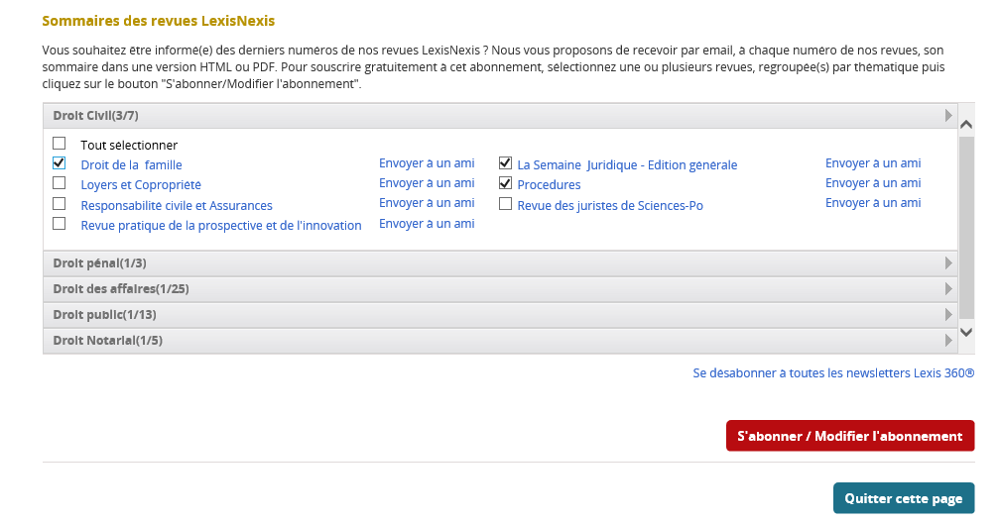 Sommaires des revues LexisNexis
Vous souhaitez être informé(e) des derniers numéros de nos revues LexisNexis ? Nous vous proposons de recevoir par email, à chaque numéro de nos revues, son
sommaire dans une version HTML ou PDF. Pour souscrire gratuitement à cet abonnement, sélectionnez une ou plusieurs revues, regroupée(s) par thématique puis
cliquez sur le bouton "S'abonner/Modifier l'abonnement".
Droit Civil(3/7)
Tout sélectionner
Droit de la famille Envoyer à un ami La Semaine Juridique - Edition générale Envoyer à un ami
Loyers et Copropriété Envoyer à un ami Procedures Envoyer à un ami
Responsabilité civile et Assurances Envoyer à un ami Revue des juristes de Sciences-Po Envoyer à un ami
Revue pratique de la prospective et de l'innovation Envoyer à un ami
Droit pénal(1/3)
Droit des affaires(1/25)
Droit public(1/13)
Droit Notarial(1/5)
Se désabonner à toutes les newsletters Lexis 360®
S'abonner / Modifier l'abonnement
Quitter cette page